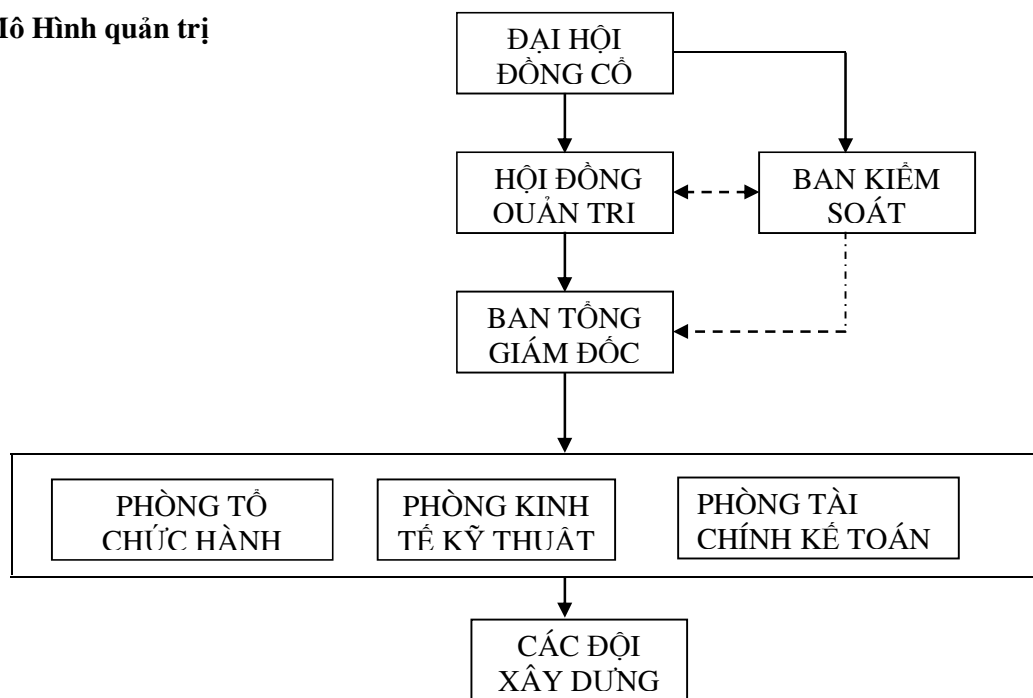 Mô Hình quản trị
ĐẠI HỘI
ĐỒNG CỔ
HỘI ĐỒNG
QUẢN TRỊ
BAN KIỂM
SOÁT
BAN TỔNG
GIÁM ĐỐC
PHÒNG TỔ
CHỨC HÀNH
PHÒNG KINH
TẾ KỸ THUẬT
PHÒNG TÀI
CHÍNH KẾ TOÁN
CÁC ĐỘI
XÂY DỰNG